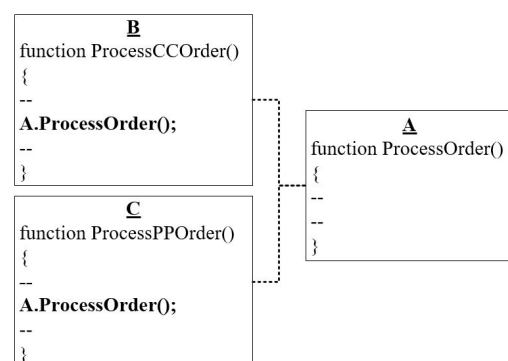 B
function ProcessCCOrder()
{
--
A.ProcessOrder();
--
}
C
function ProcessPPOrder()
{
--
A.ProcessOrder();
--
}
A
function ProcessOrder()
{
--
--
}